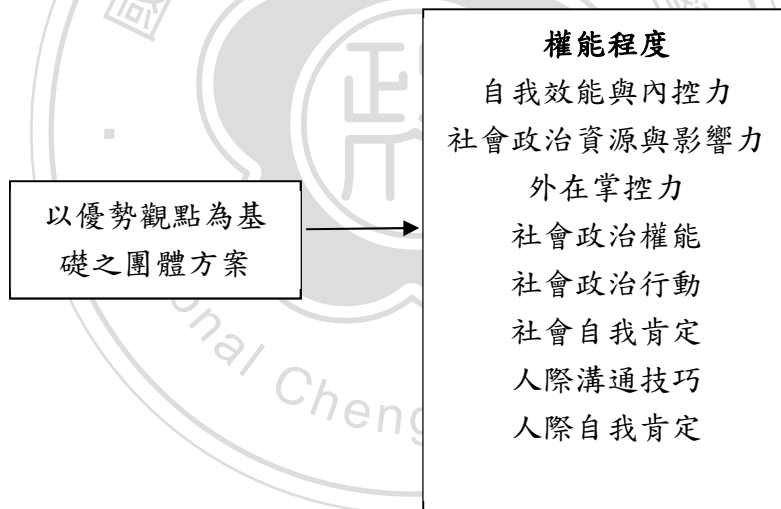 國
權能程度
自我效能與內控力
社會政治資源與影響力
外在掌控力
社會政治權能
社會政治行動
社會自我肯定
人際溝通技巧
人際自我肯定
以優勢觀點為基
礎之團體方案
onal Cheng